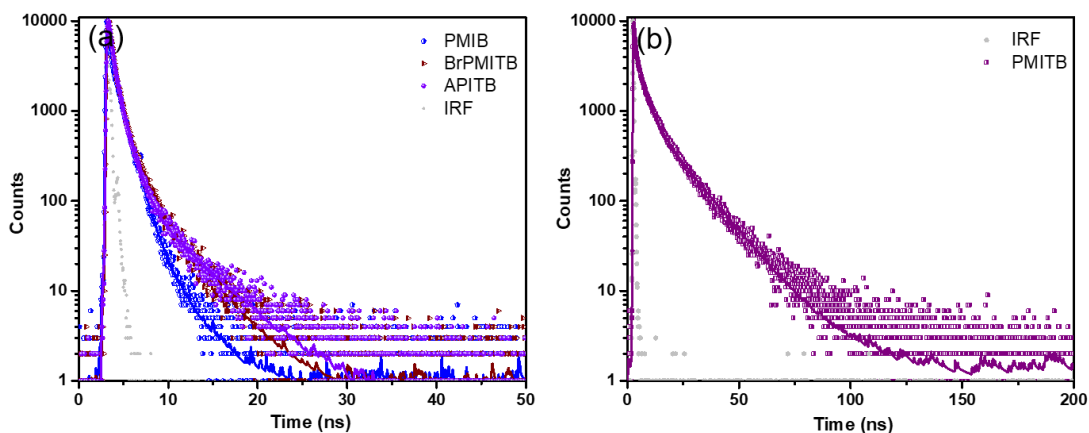 (a)
PMIB
BrPMITB
APITB
IRF
10000
1000
100
10
1
Counts
0 10 20 30 40 50
Time (ns)
(b)
IRF
PMITB
10000
1000
100
10
1
Counts
0 50 100 150 200
Time (ns)